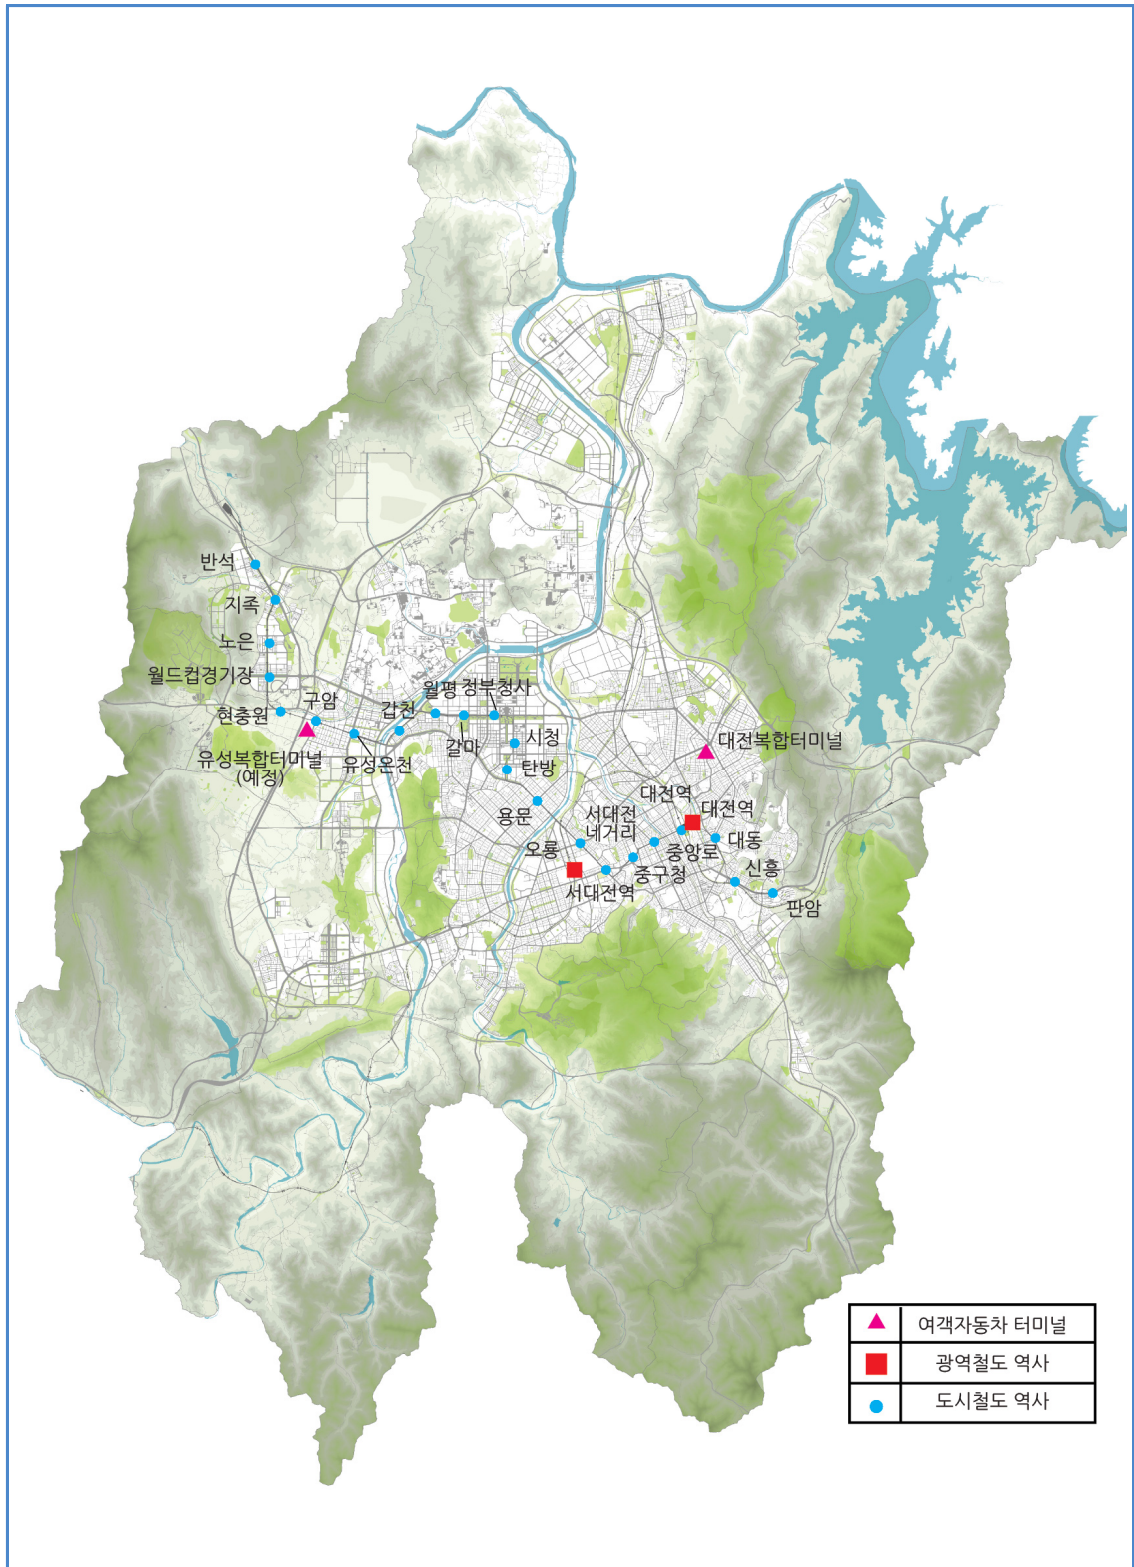 반석
지족
노은
월드컵경기장
현충원
구암
유성복합터미널
(예정)
유성온천
갑천
월평
정부청사
갈마
시청
탄방
용문
오룡
서대전
네거리
서대전역
중구청
중앙로
대전역
대전역
대전복합터미널
대동
신흥
판암
여객자동차 터미널
광역철도 역사
도시철도 역사